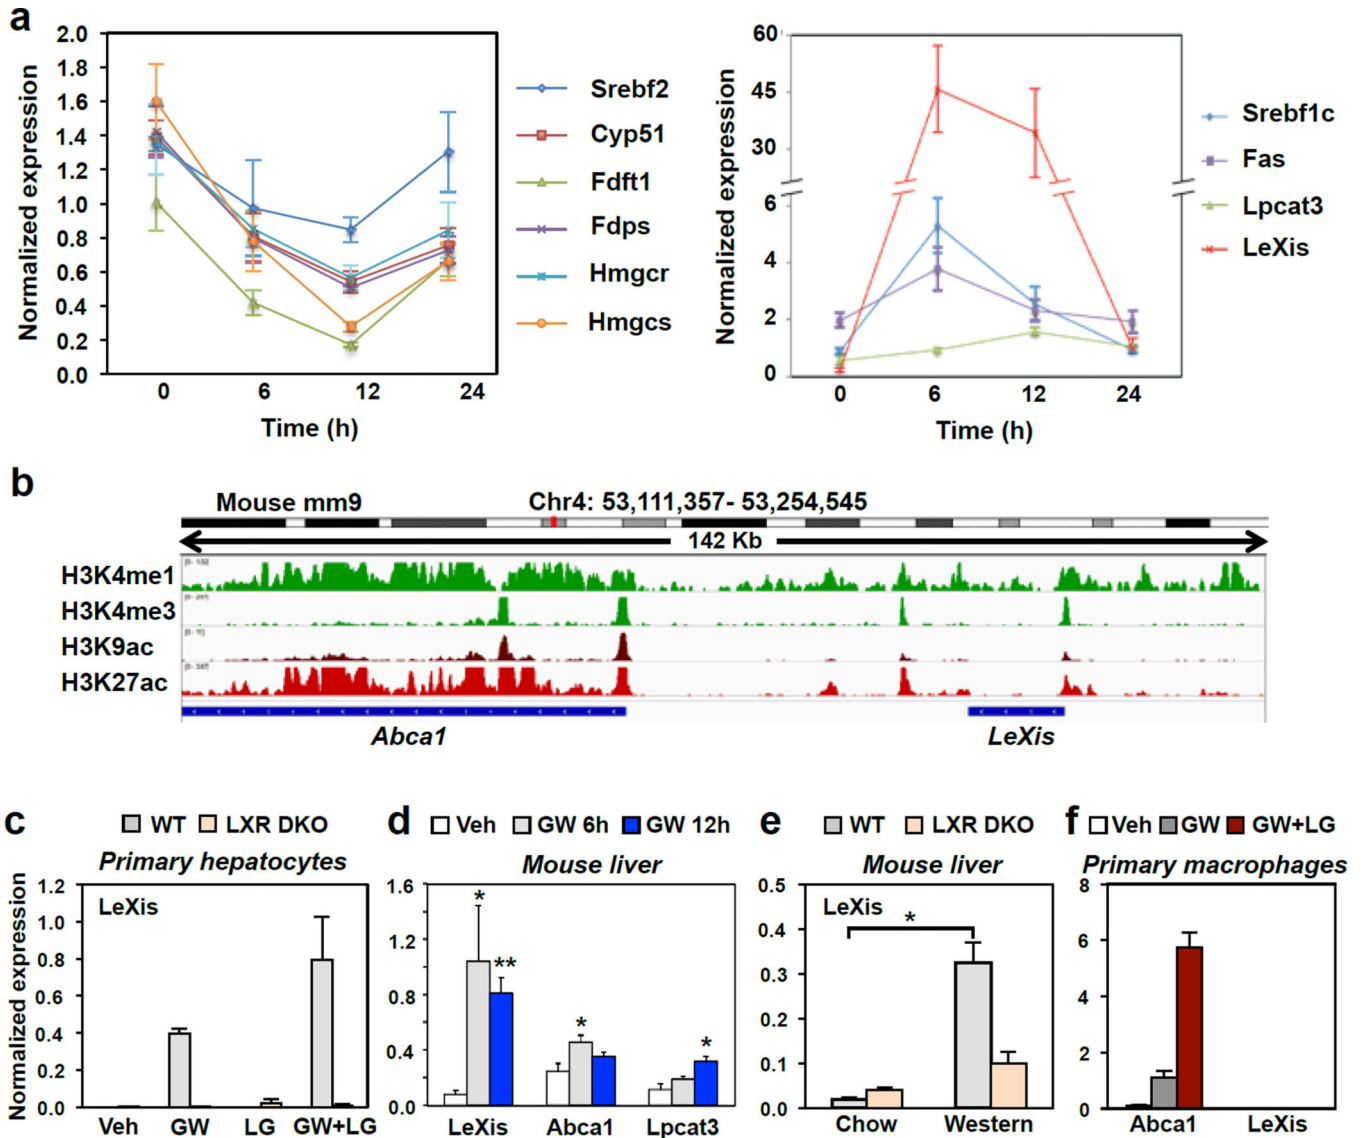 a
Normalized expression
2.0
1.8
1.6
1.4
1.2
1.0
0.8
0.6
0.4
0.2
0.0
0 6 12 24
Time (h)
Srebf2
Cyp51
Fdft1
Fdps
Hmgcr
Hmgcs
Normalized expression
60
45
30
6
4
2
0
0 6 12 24
Time (h)
Srebf1c
Fas
Lpcat3
LeXis
b
Mouse mm9 Chr4: 53,111,357- 53,254,545
142 Kb
H3K4me1
H3K4me3
H3K9ac
H3K27ac
Abca1 LeXis
c
WT LXR DKO
Primary hepatocytes
Normalized expression
1.2
1.0
0.8
0.6
0.4
0.2
0.0
LeXis
Veh GW LG GW+LG
d
Veh GW 6h GW 12h
Mouse liver
1.6
1.2
0.8
0.4
0.0
* ** * *
LeXis Abca1 Lpcat3
e
WT LXR DKO
Mouse liver
0.5
0.4
0.3
0.2
0.1
0.0
LeXis
*
Chow Western
f
Veh GW GW+LG
Primary macrophages
8
6
4
2
0
Abca1 LeXis